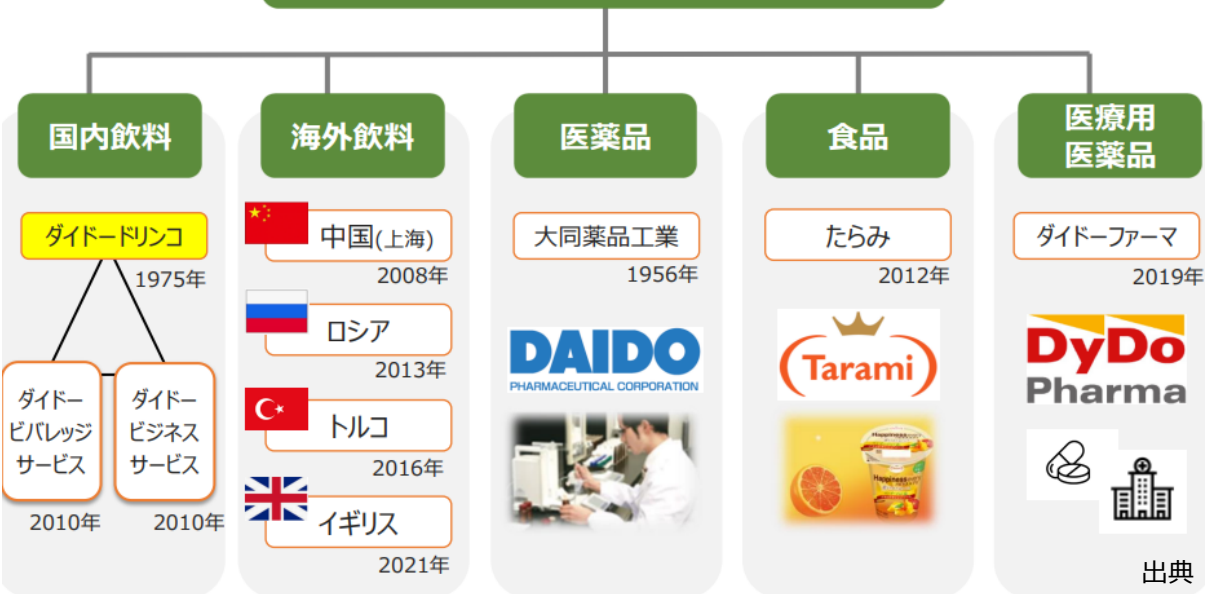 国内飲料
海外飲料
医薬品
食品
医療用
医薬品
ダイドードリンコ
1975年
ダイドー
ビバレッジ
サービス
2010年
ダイドー
ビジネス
サービス
2010年
中国(上海)
2008年
ロシア
2013年
トルコ
2016年
イギリス
2021年
大同薬品工業
1956年
DAIDO
PHARMACEUTICAL CORPORATION
たらみ
2012年
Tarami
Happiness
Happiness
ダイドーファーマ
2019年
DyDo
Pharma
出典